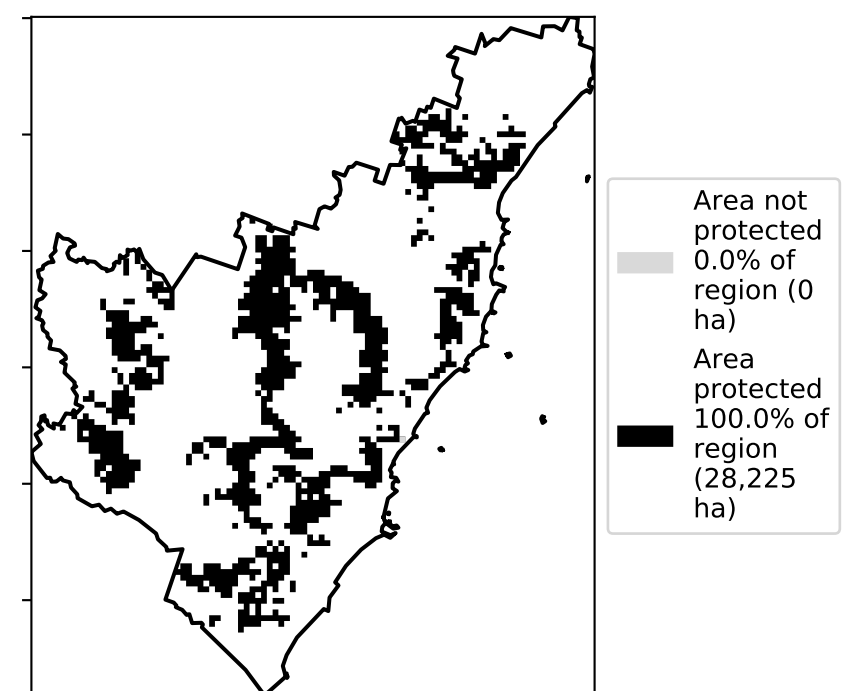 Area not
protected
0.0% of
region (0
ha)
Area
protected
100.0% of
region
(28,225
ha)